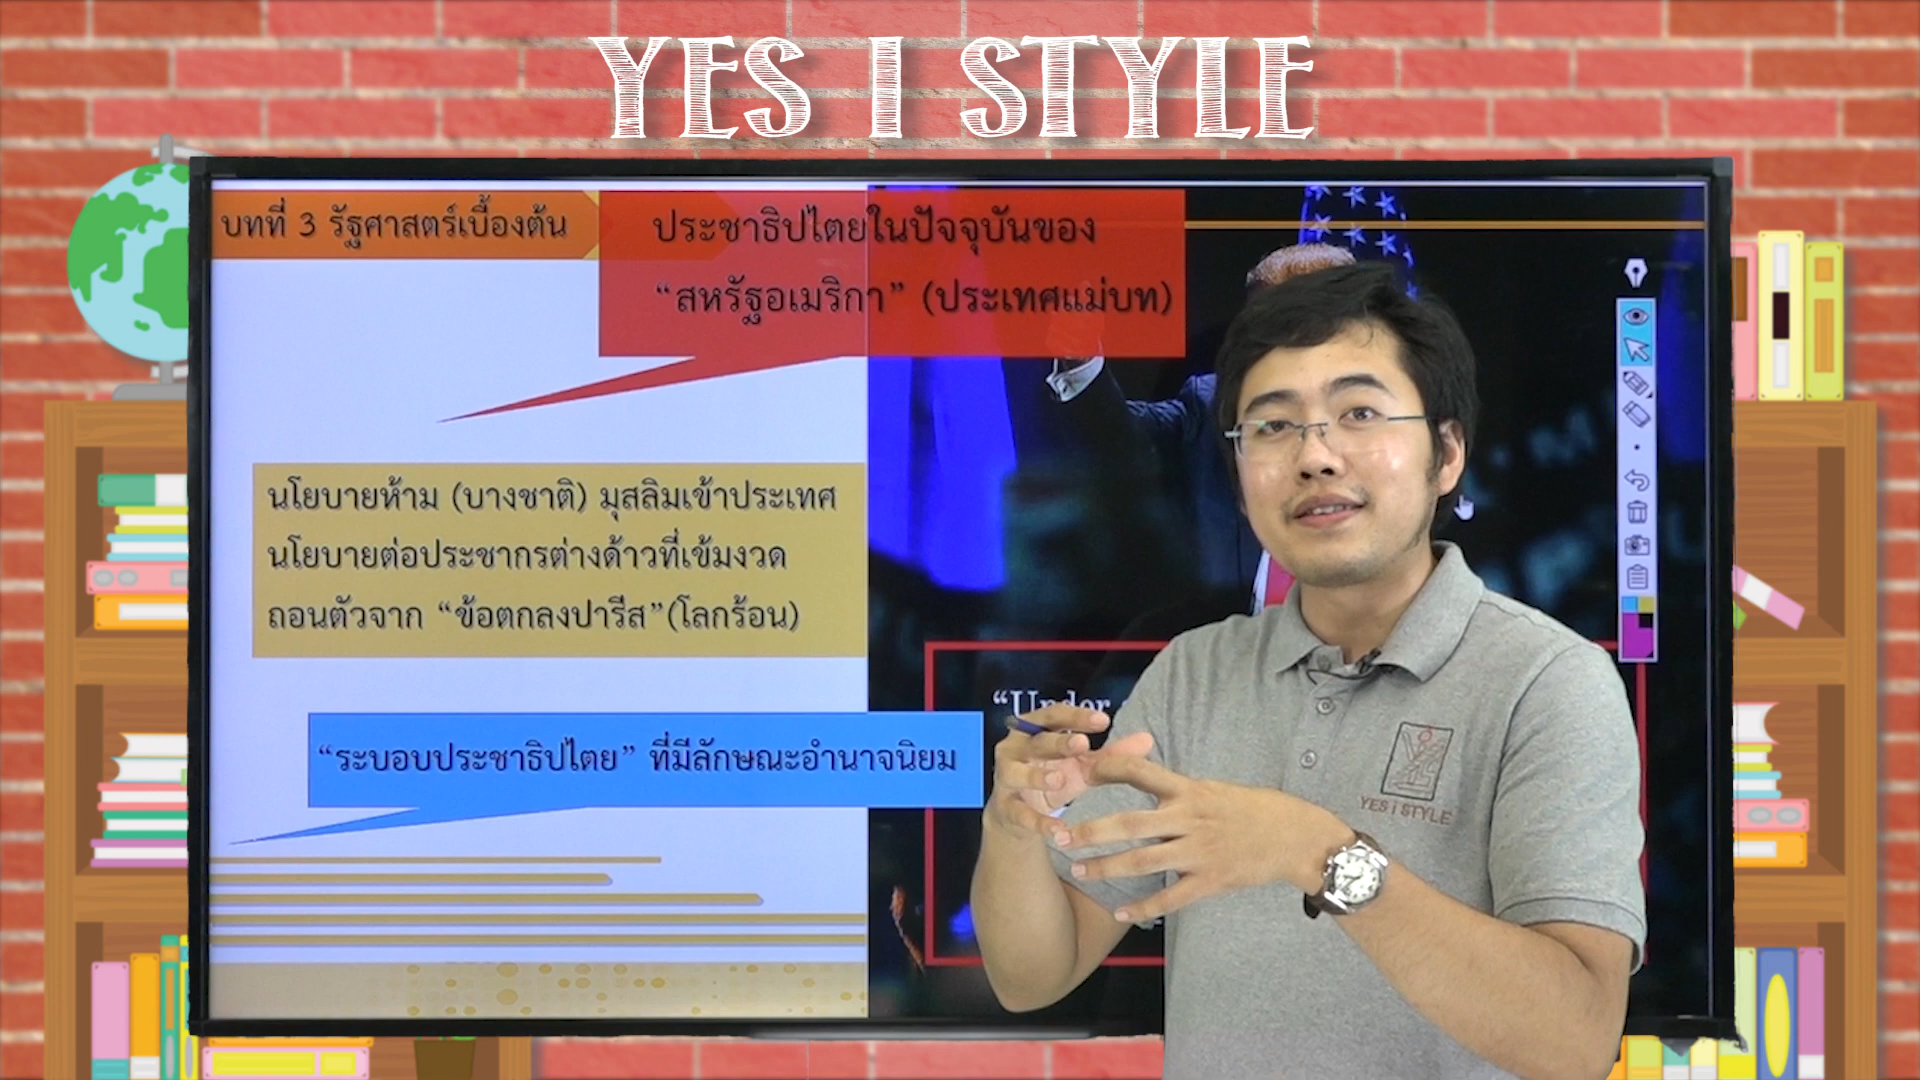 YES I STYLE
บทที่ 3 รัฐศาสตร์เบื้องต้น
ประชาธิปไตยในปัจจุบันของ
“สหรัฐอเมริกา” (ประเทศแม่บท)
นโยบายห้าม (บางชาติ) มุสลิมเข้าประเทศ
นโยบายต่อประชากรต่างด้าวที่เข้มงวด
ถอนตัวจาก “ข้อตกลงปารีส”(โลกร้อน)
“Under
“ระบอบประชาธิปไตย” ที่มีลักษณะอำนาจนิยม
YES i STYLE